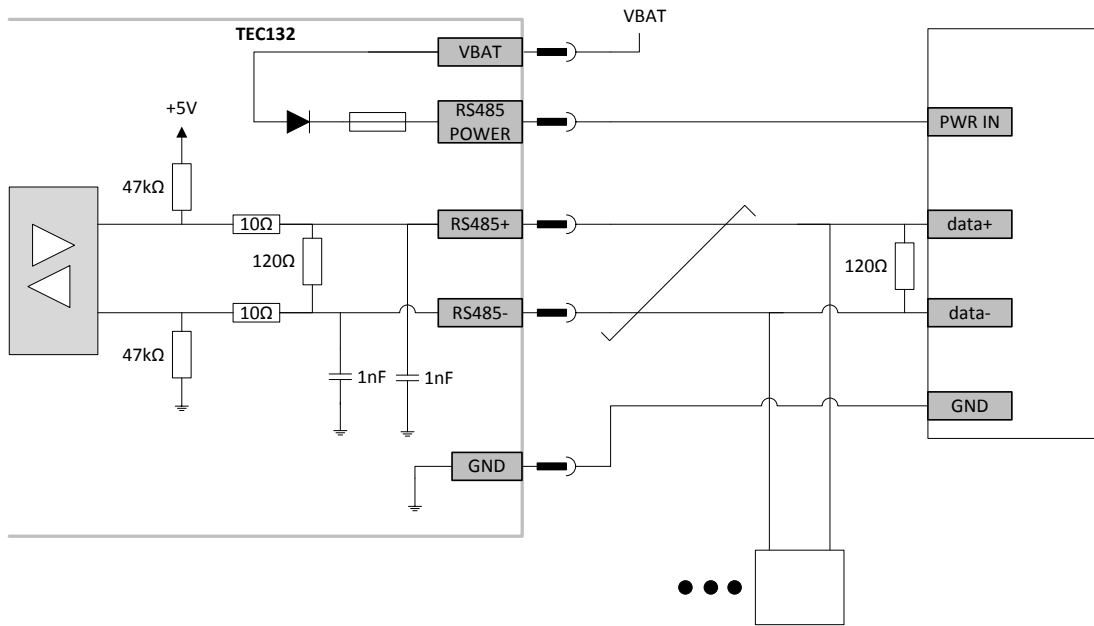 VBAT
TEC132
VBAT
RS485
POWER
PWR IN
+5V
47kΩ
10Ω
RS485+
data+
120Ω
120Ω
10Ω
RS485-
data-
47kΩ
1nF
1nF
GND
GND